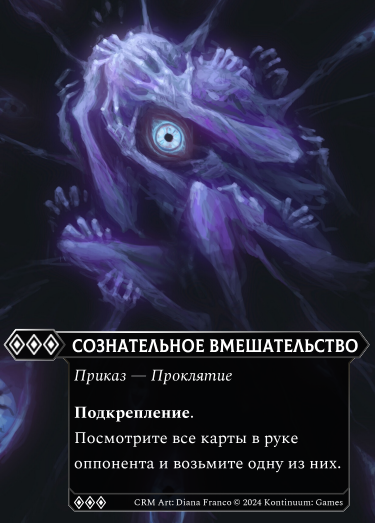 СОЗНАТЕЛЬНОЕ ВМЕШАТЕЛЬСТВО
Приказ — Проклятие
Подкрепление.
Посмотрите все карты в руке
оппонента и возьмите одну из них.
CRM Art: Diana Franco © 2024 Kontinuum: Games